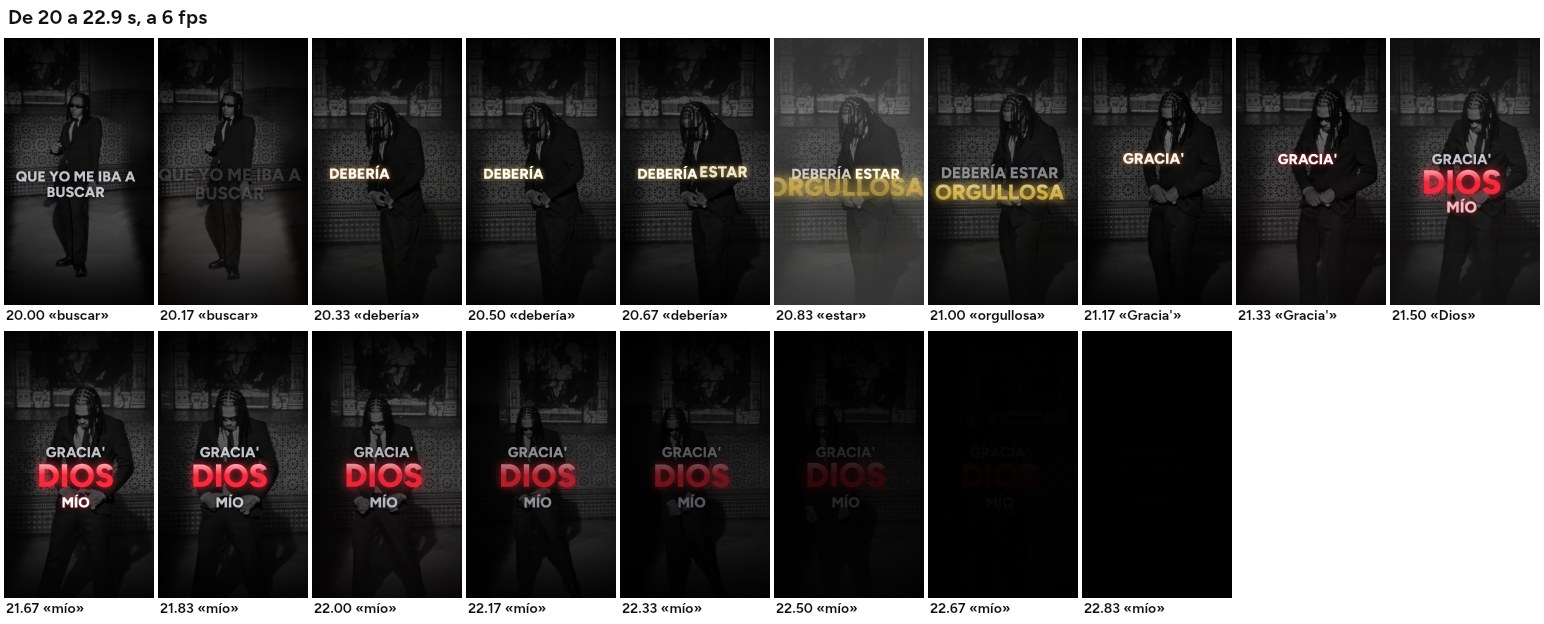 De 20 a 22.9 s, a 6 fps
QUE YO ME IBA A
BUSCAR
QUE YO ME IBA A
BUSCAR
DEBERÍA
DEBERÍA
DEBERÍA ESTAR
DEBERÍA ESTAR
ORGULLOSA
DEBERÍA ESTAR
ORGULLOSA
GRACIA'
GRACIA'
GRACIA'
DIOS
MÍO
20.00 «buscar»
20.17 «buscar»
20.33 «debería»
20.50 «debería»
20.67 «debería»
20.83 «estar»
21.00 «orgullosa»
21.17 «Gracia'»
21.33 «Gracia'»
21.50 «Dios»
GRACIA'
DIOS
MÍO
GRACIA'
DIOS
MÍO
GRACIA'
DIOS
MÍO
GRACIA'
DIOS
MÍO
GRACIA'
DIOS
MÍO
GRACIA'
DIOS
MÍO
GRACIA'
DIOS
MÍO
21.67 «mío»
21.83 «mío»
22.00 «mío»
22.17 «mío»
22.33 «mío»
22.50 «mío»
22.67 «mío»
22.83 «mío»